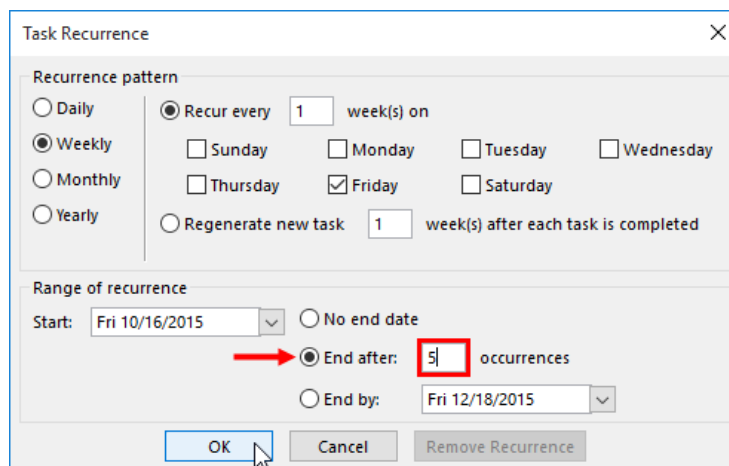 Task Recurrence
Recurrence pattern
Daily
Recur every 1 week(s) on
Weekly
Sunday Monday Tuesday Wednesday
Monthly
Thursday Friday Saturday
Yearly
Regenerate new task 1 week(s) after each task is completed
Range of recurrence
Start: Fri 10/16/2015
No end date
End after: 5 occurrences
End by: Fri 12/18/2015
OK Cancel Remove Recurrence